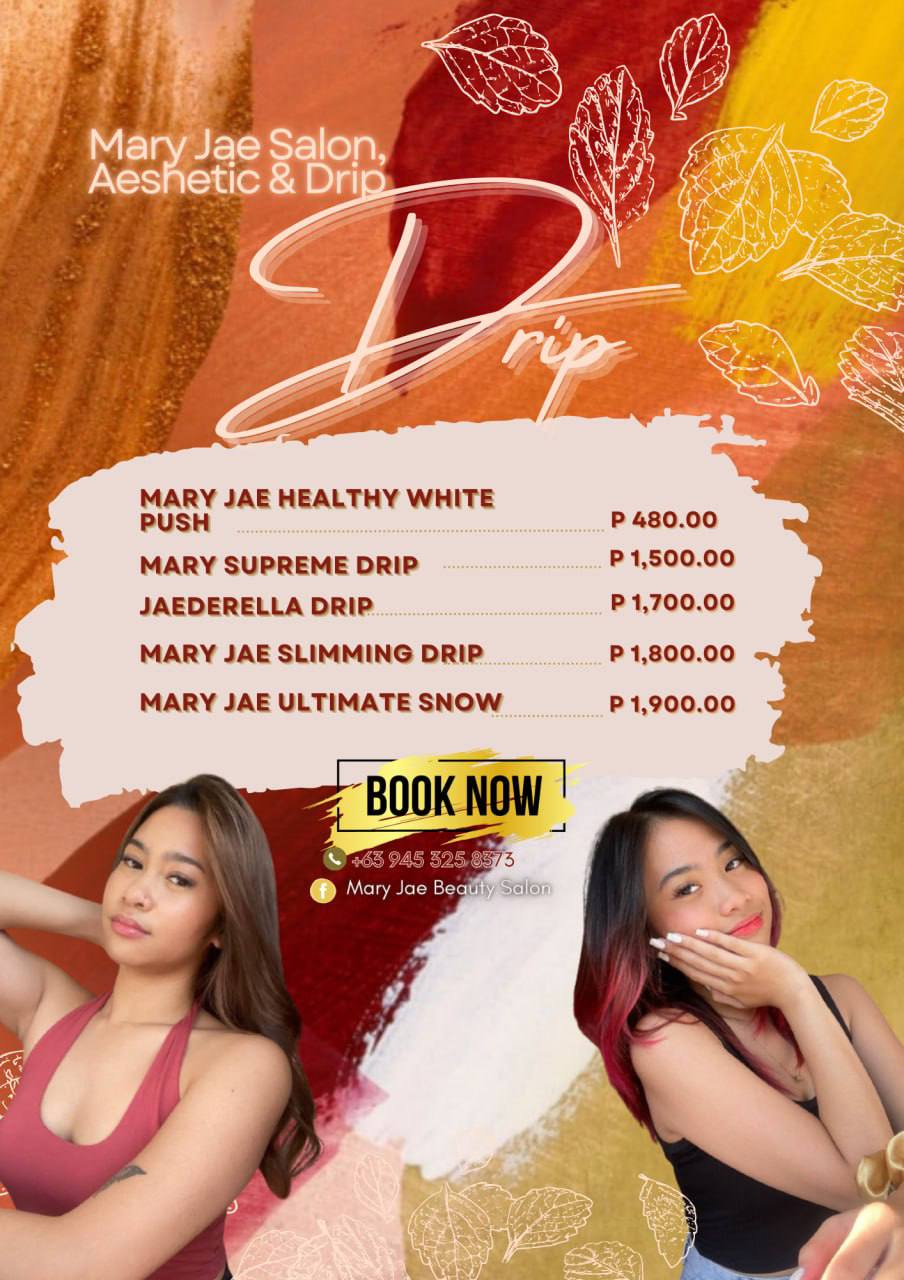 Mary Jae Salon,
Aeshetic & Drip
Drip
MARY JAE HEALTHY WHITE
PUSH P 480.00
MARY SUPREME DRIP P 1,500.00
JAEDERELLA DRIP P 1,700.00
MARY JAE SLIMMING DRIP P 1,800.00
MARY JAE ULTIMATE SNOW P 1,900.00
BOOK NOW
+63 945 325 8373
Mary Jae Beauty Salon